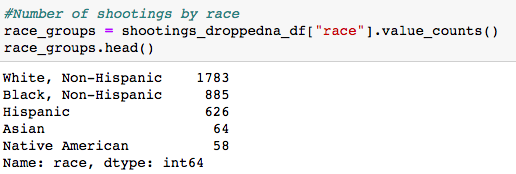 #Number of shootings by race
race_groups = shootings_droppedna_df["race"].value_counts()
race_groups.head()
White, Non-Hispanic    1783
Black, Non-Hispanic     885
Hispanic                626
Asian                    64
Native American          58
Name: race, dtype: int64